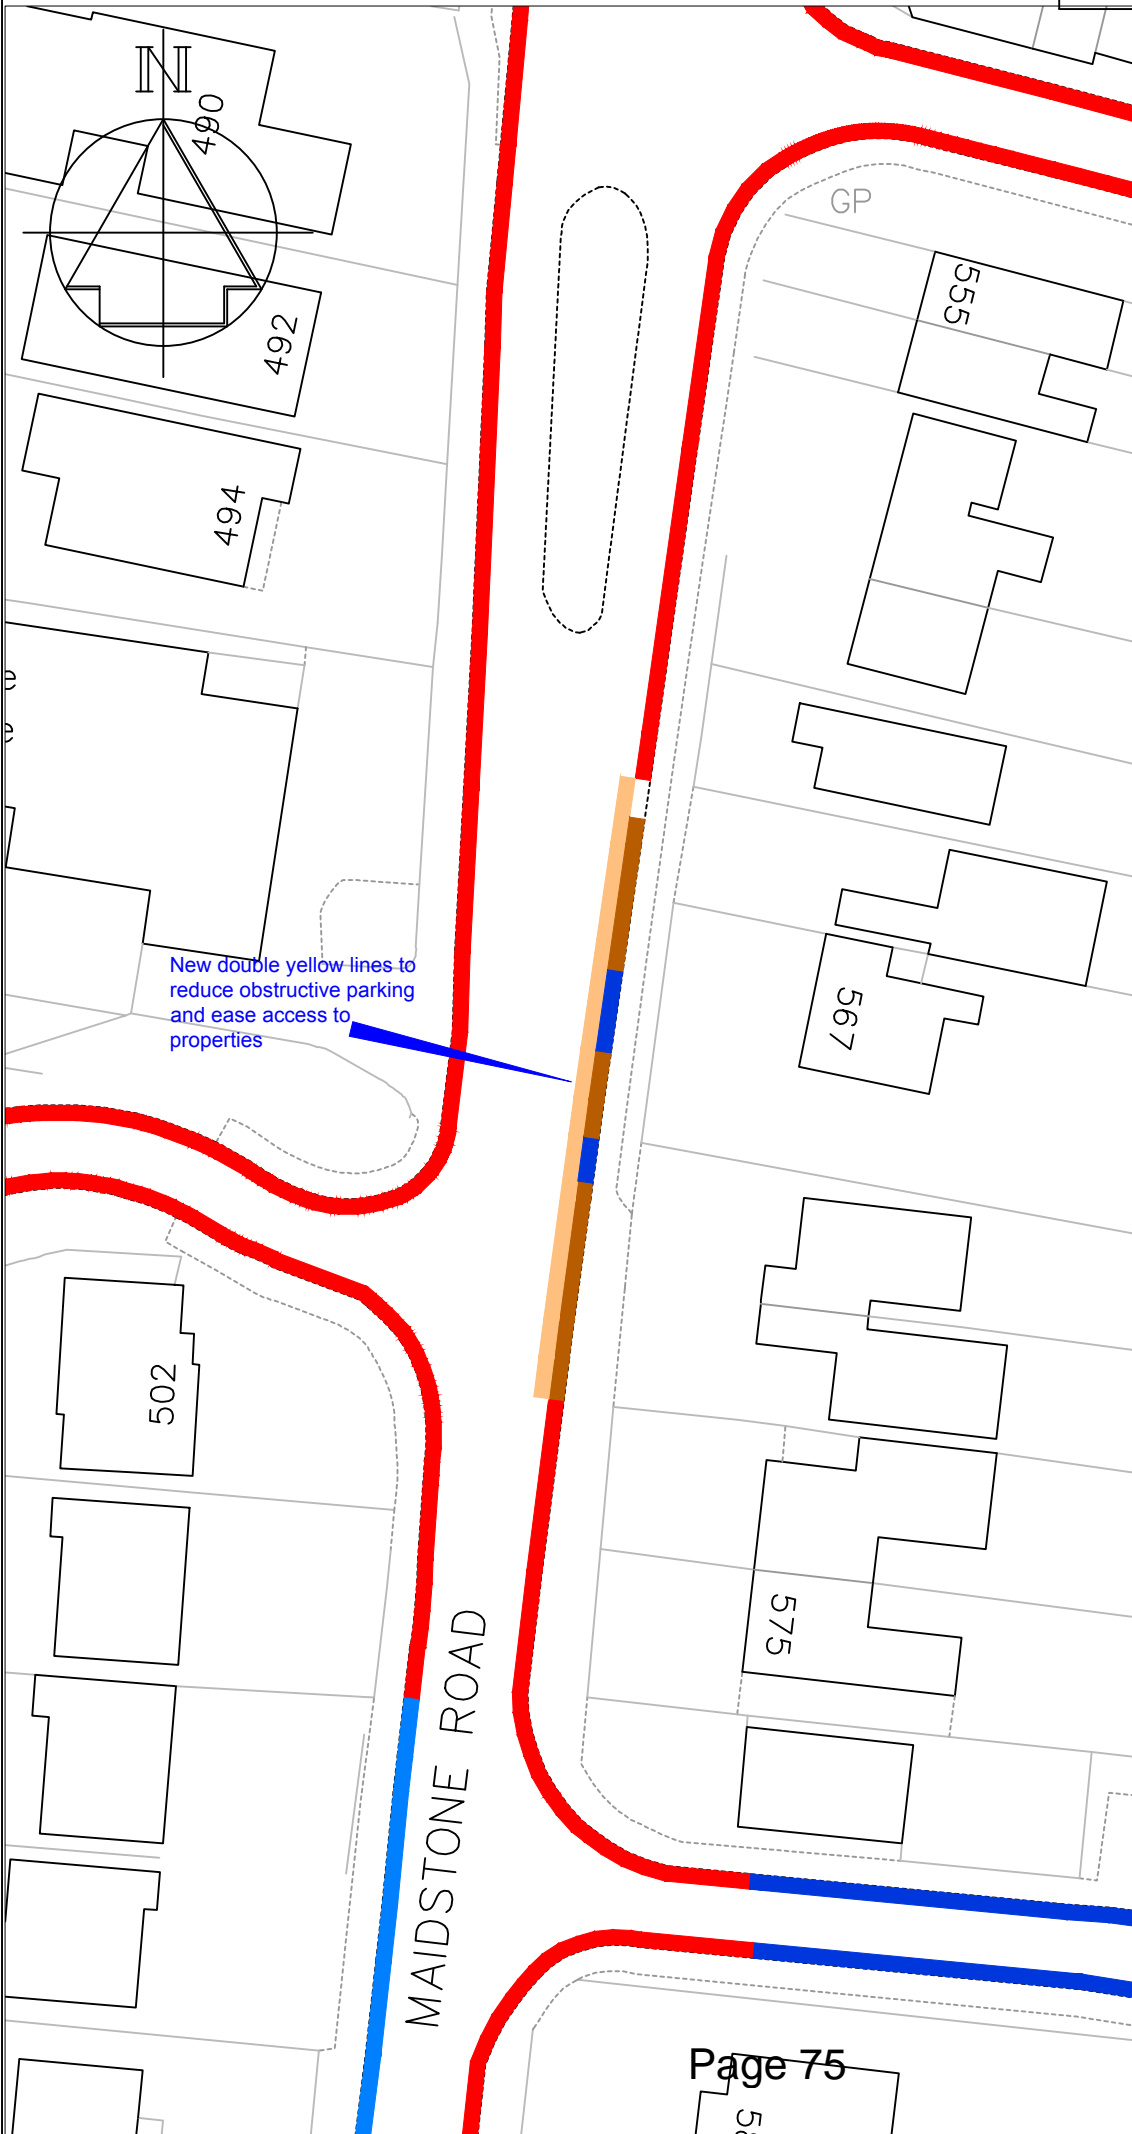 N
490
GP
555
492
494
New double yellow lines to
reduce obstructive parking
and ease access to
properties
567
502
575
MAIDSTONE ROAD
Page 75